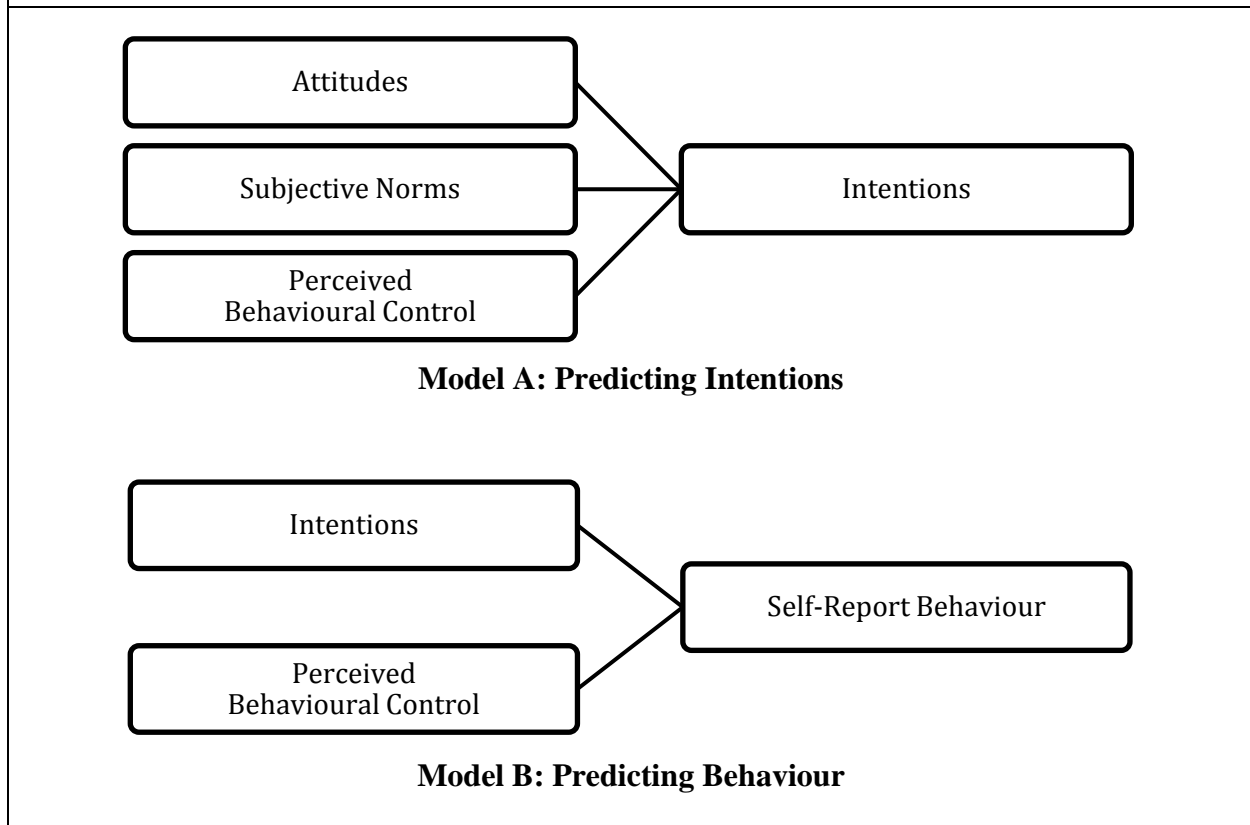 Attitudes
Subjective Norms
Perceived
Behavioural Control
Intentions
Model A: Predicting Intentions
Intentions
Perceived
Behavioural Control
Self-Report Behaviour
Model B: Predicting Behaviour